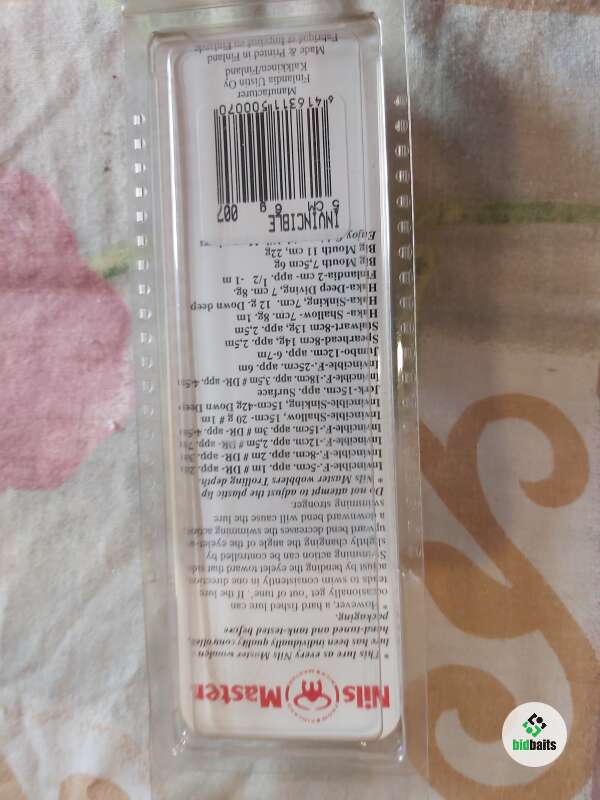 Nils Master
* This lure as every Nils Master wooden
lure has been individually quality controlled,
hand-tuned and tank-tested before
packaging.
* However, a hard fished lure can
occasionally get "out of tune". If the lure
tends to swim consistently in one direction,
adjust by bending the eyelet toward that side.
Swimming action can be controlled by
slightly changing the angle of the eyelet -
upward bend decreases the swimming action;
a downward bend will cause the lure
swimming stronger.
Do not attempt to adjust the plastic lip
* Nils Master wobblers Trolling depth.
Invincible-F.-5cm. app. 1m # DR- app. 2m
Invincible-F.-8cm. app. 2m # DR- app.
Invincible-F.-12cm. app. 2,5m # DR- app.
Invincible-F.-15cm. app. 3m # DR- app. 4-5m
Invincible-Shallow, 15cm- 20 g # 1m
Invincible-Sinking, 15cm-42g Down Deep
Jerk-15cm. app. Surface
Invincible-F.-18cm. app. 3,5m # DR- app. 4-5m
Invincible-F.-25cm. app. 6m
Jumbo-12cm. app. 6-7m
Spearhead-8cm 14g, app. 2,5m
Stalwart-8cm 13g, app. 2,5m
Haka- Shallow- 7cm. 8g. 1m
Haka-Sinking, 7cm. 12 g. Down deep
Haka-Deep Diving, 7 cm. 8g.
Finlandia-2 cm- app. 1/2 -1 m
Big Mouth 7,5cm 6g
Big Mouth 11 cm, 22g
Enjoy
INVINCIBLE
5 CM 6 g 007
6 416311 500070
Manufacturer
Finlandia Uistin Oy
Kalkkinen/Finland
Made & Printed in Finland
Fabriqué et Imprimé en Finlande
bidbaits